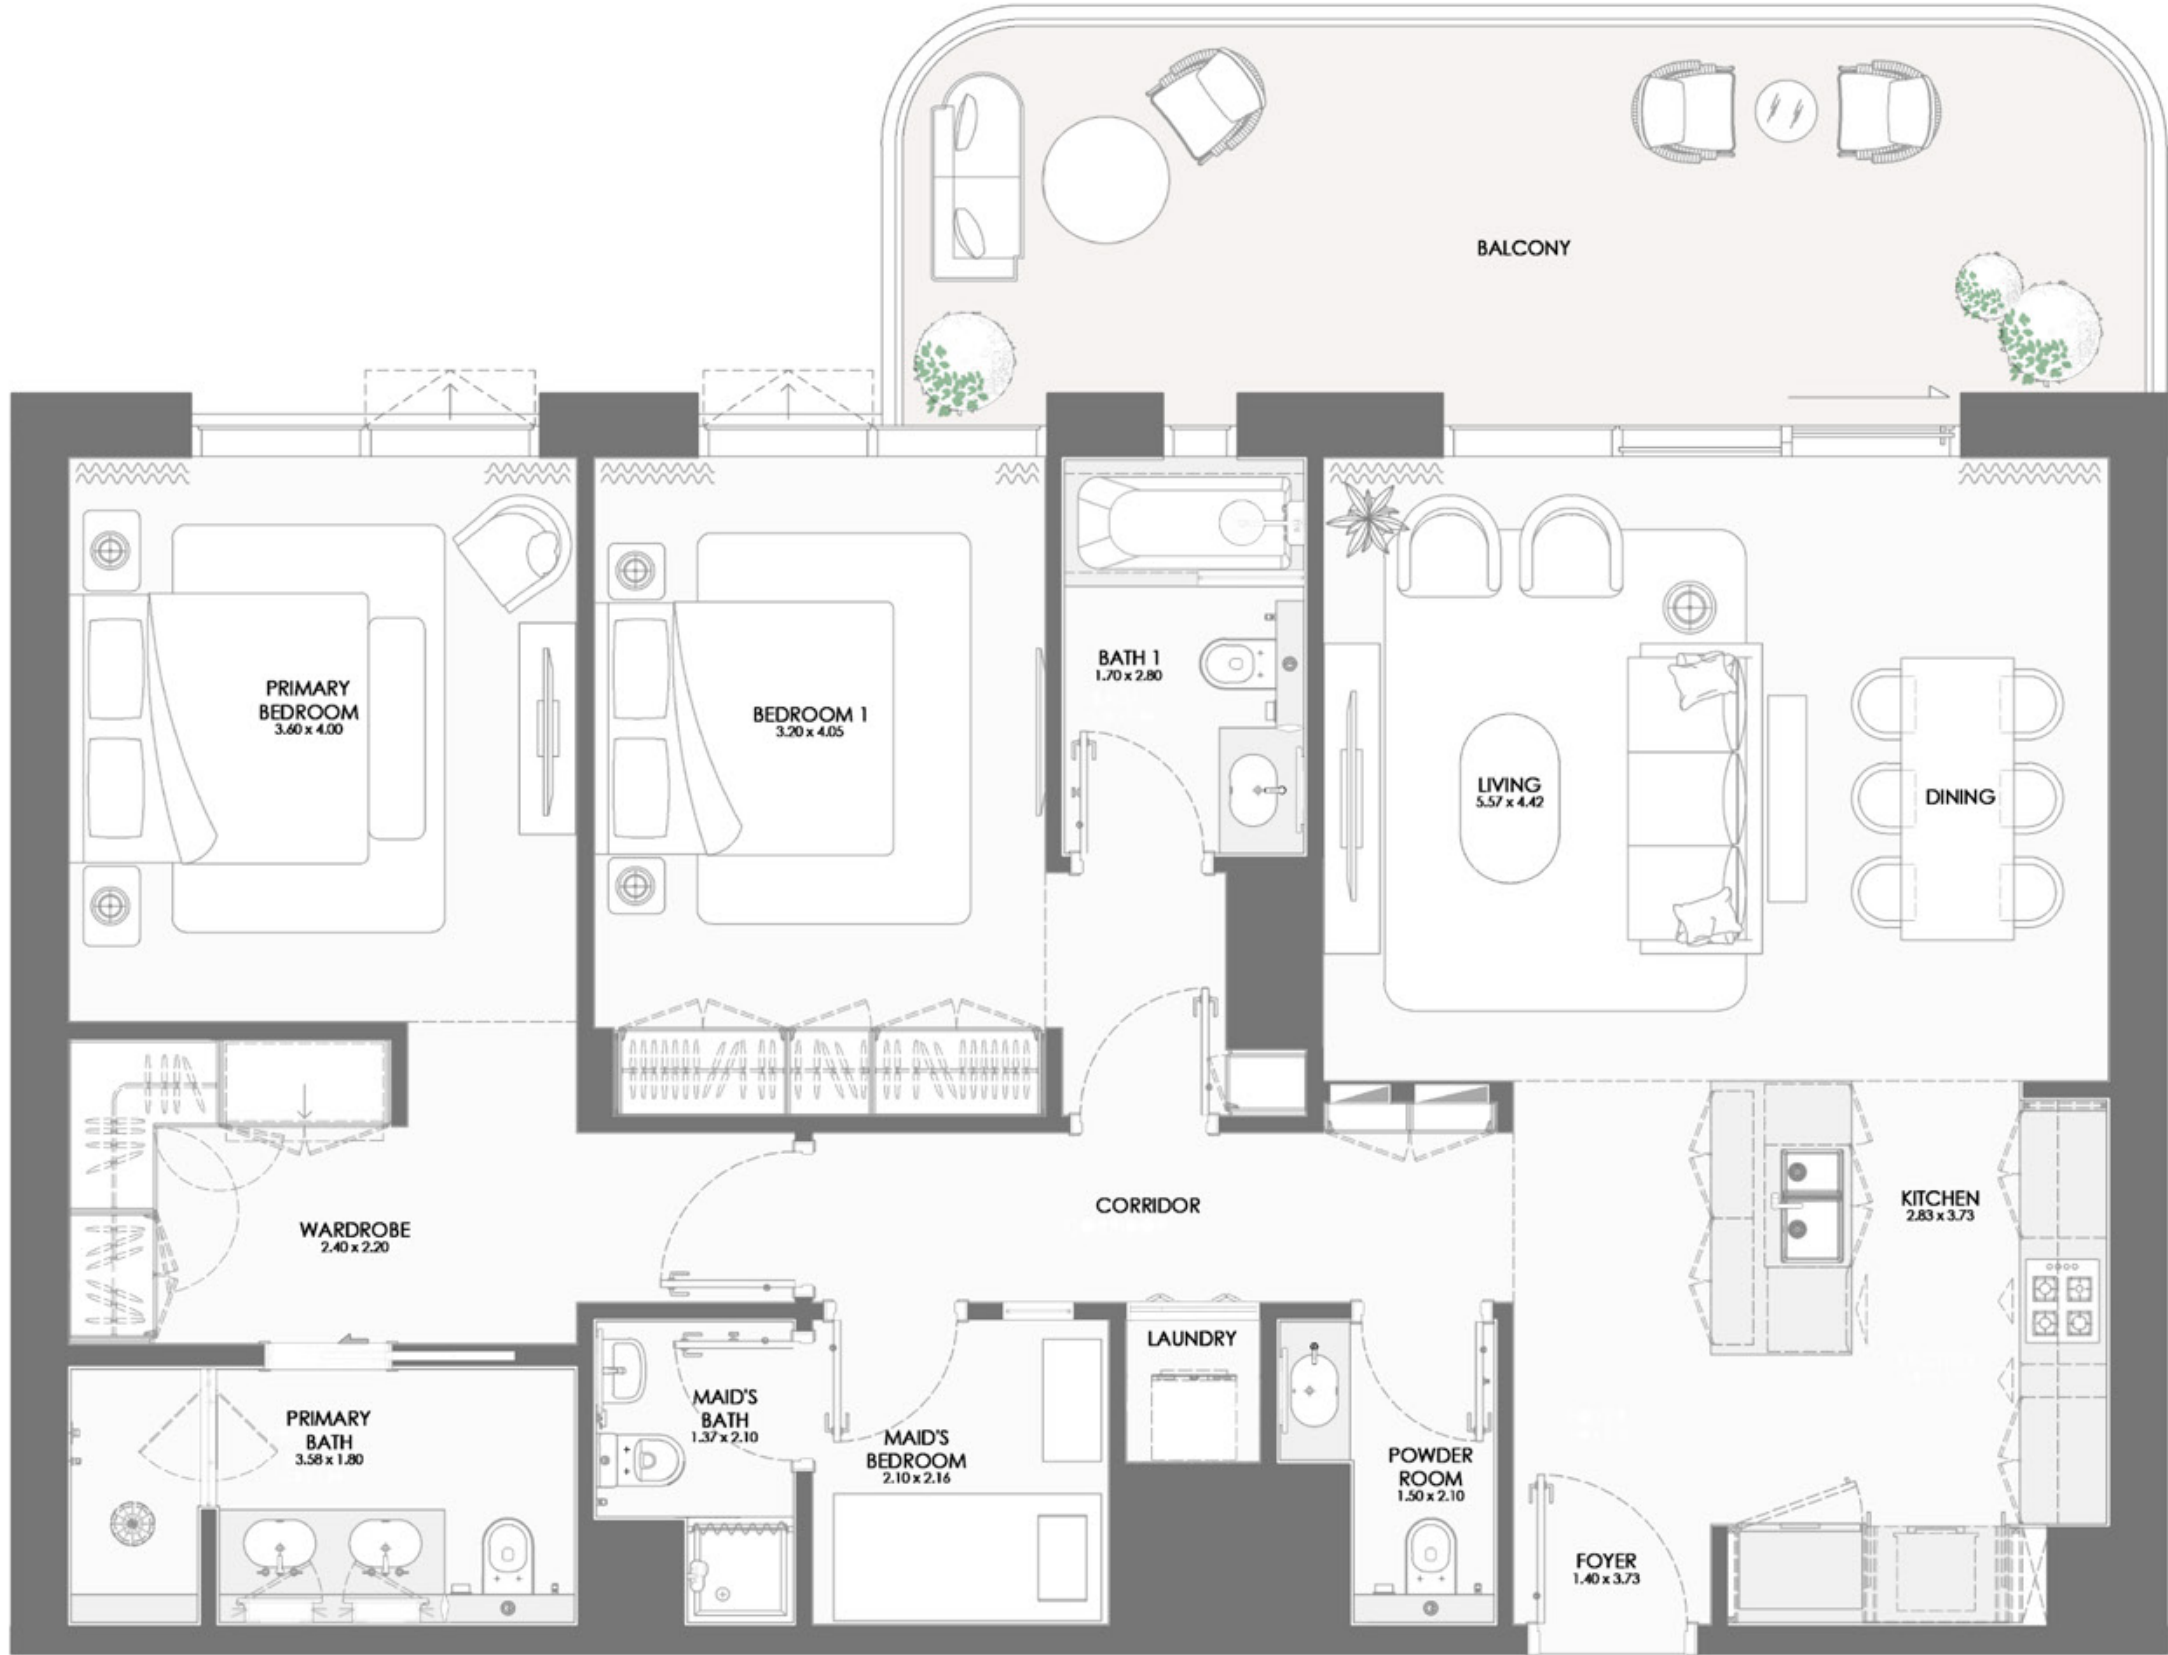 BALCONY
PRIMARY
BEDROOM
3.60 x 4.00
BEDROOM 1
3.20 x 4.05
BATH 1
1.70 x 2.80
LIVING
5.57 x 4.42
DINING
WARDROBE
2.40 x 2.20
CORRIDOR
KITCHEN
2.83 x 3.73
PRIMARY
BATH
3.58 x 1.80
MAID'S
BATH
1.37 x 2.10
MAID'S
BEDROOM
2.10 x 2.16
LAUNDRY
POWDER
ROOM
1.50 x 2.10
FOYER
1.40 x 3.73